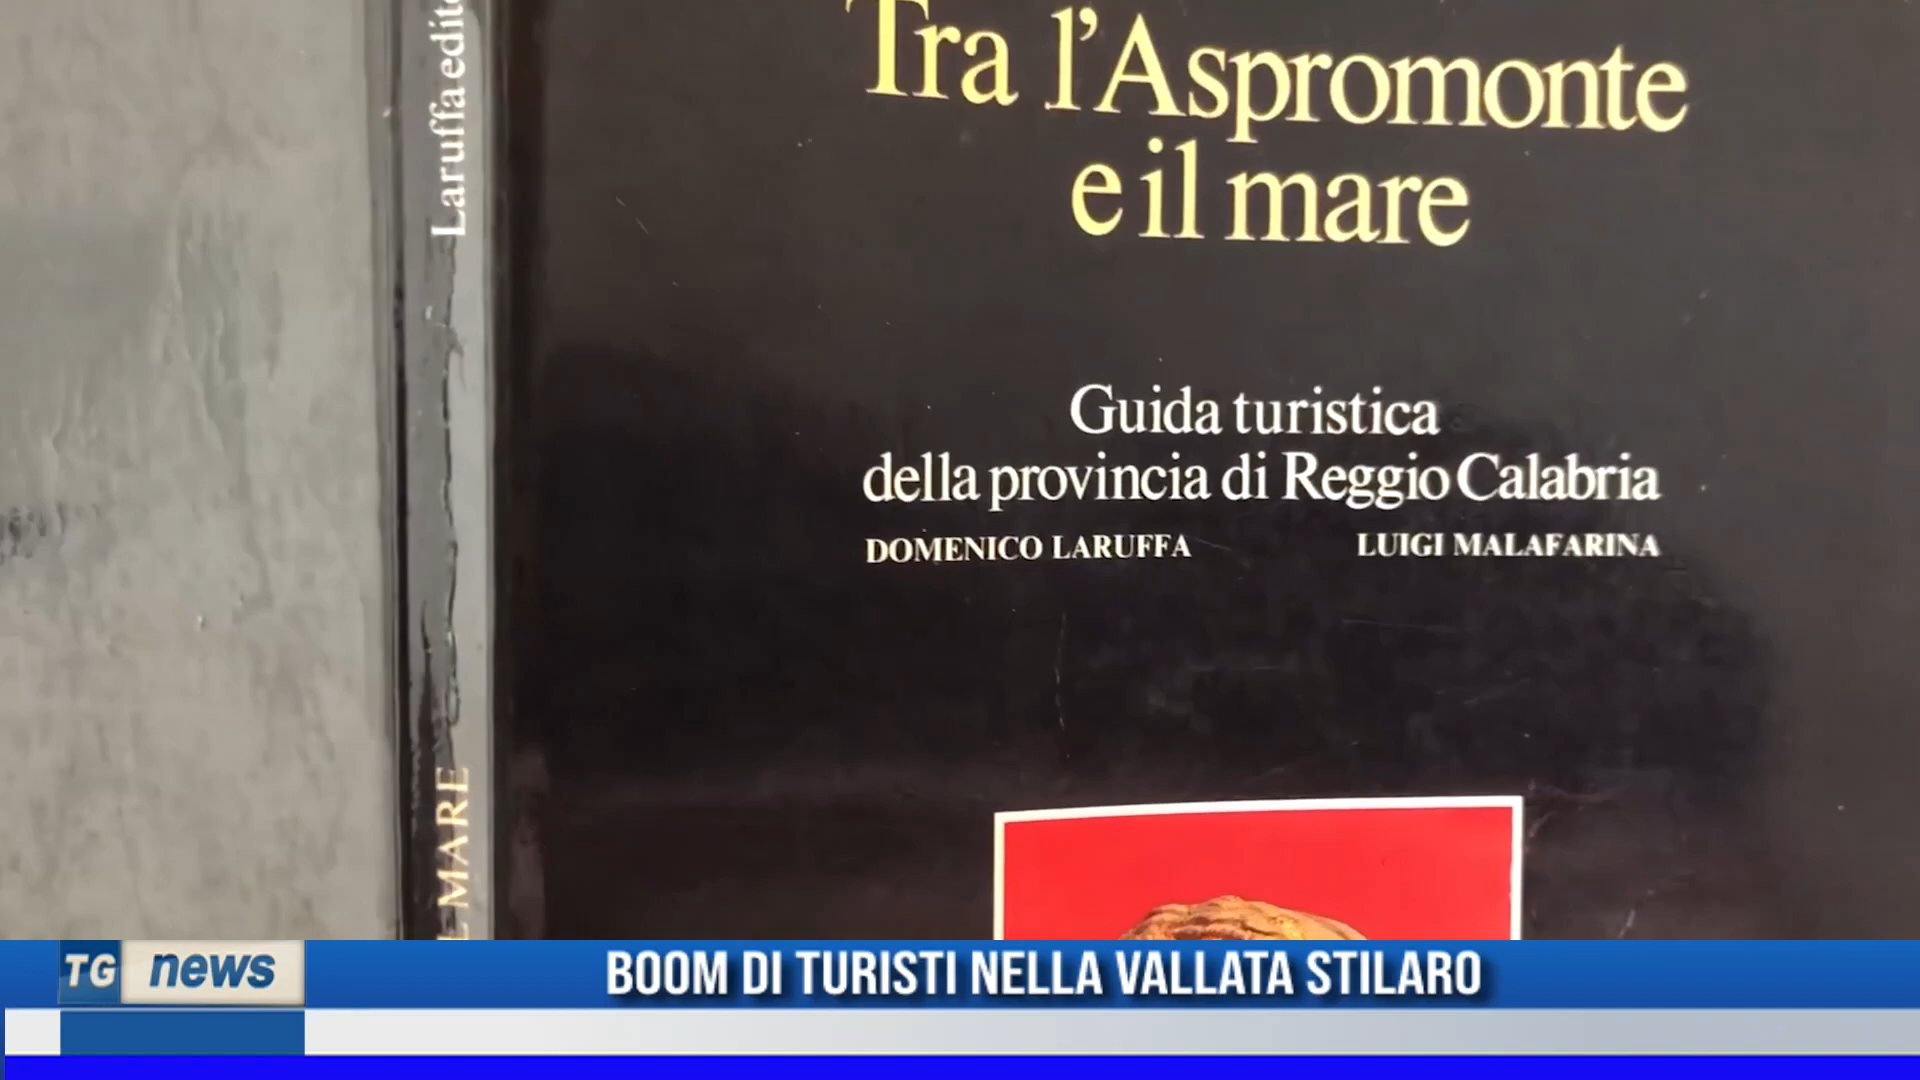 Laruffa edito
Tra l'Aspromonte
e il mare
Guida turistica
della provincia di Reggio Calabria
DOMENICO LARUFFA LUIGI MALAFARINA
MARE
TG news
BOOM DI TURISTI NELLA VALLATA STILARO